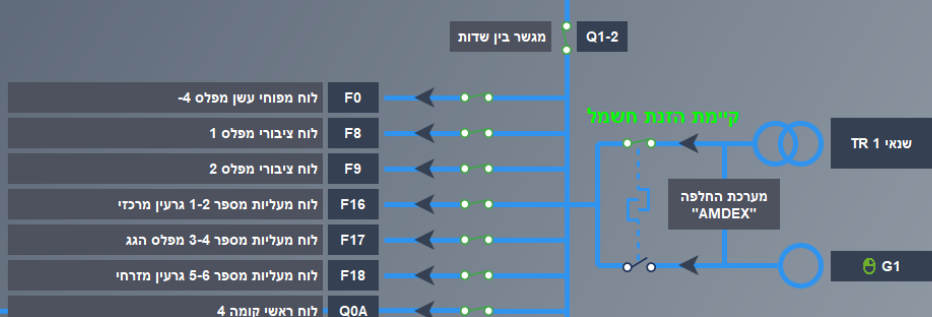 מגשר בין שדות
Q1-2
קיימת הזנת חשמל
שנאי TR 1
מערכת החלפה
"AMDEX"
G1
F0
לוח מפוחי עשן מפלס 4-
F8
לוח ציבורי מפלס 1
F9
לוח ציבורי מפלס 2
F16
לוח מעליות מספר 1-2 גרעין מרכזי
F17
לוח מעליות מספר 3-4 מפלס הגג
F18
לוח מעליות מספר 5-6 גרעין מזרחי
Q0A
לוח ראשי קומה 4